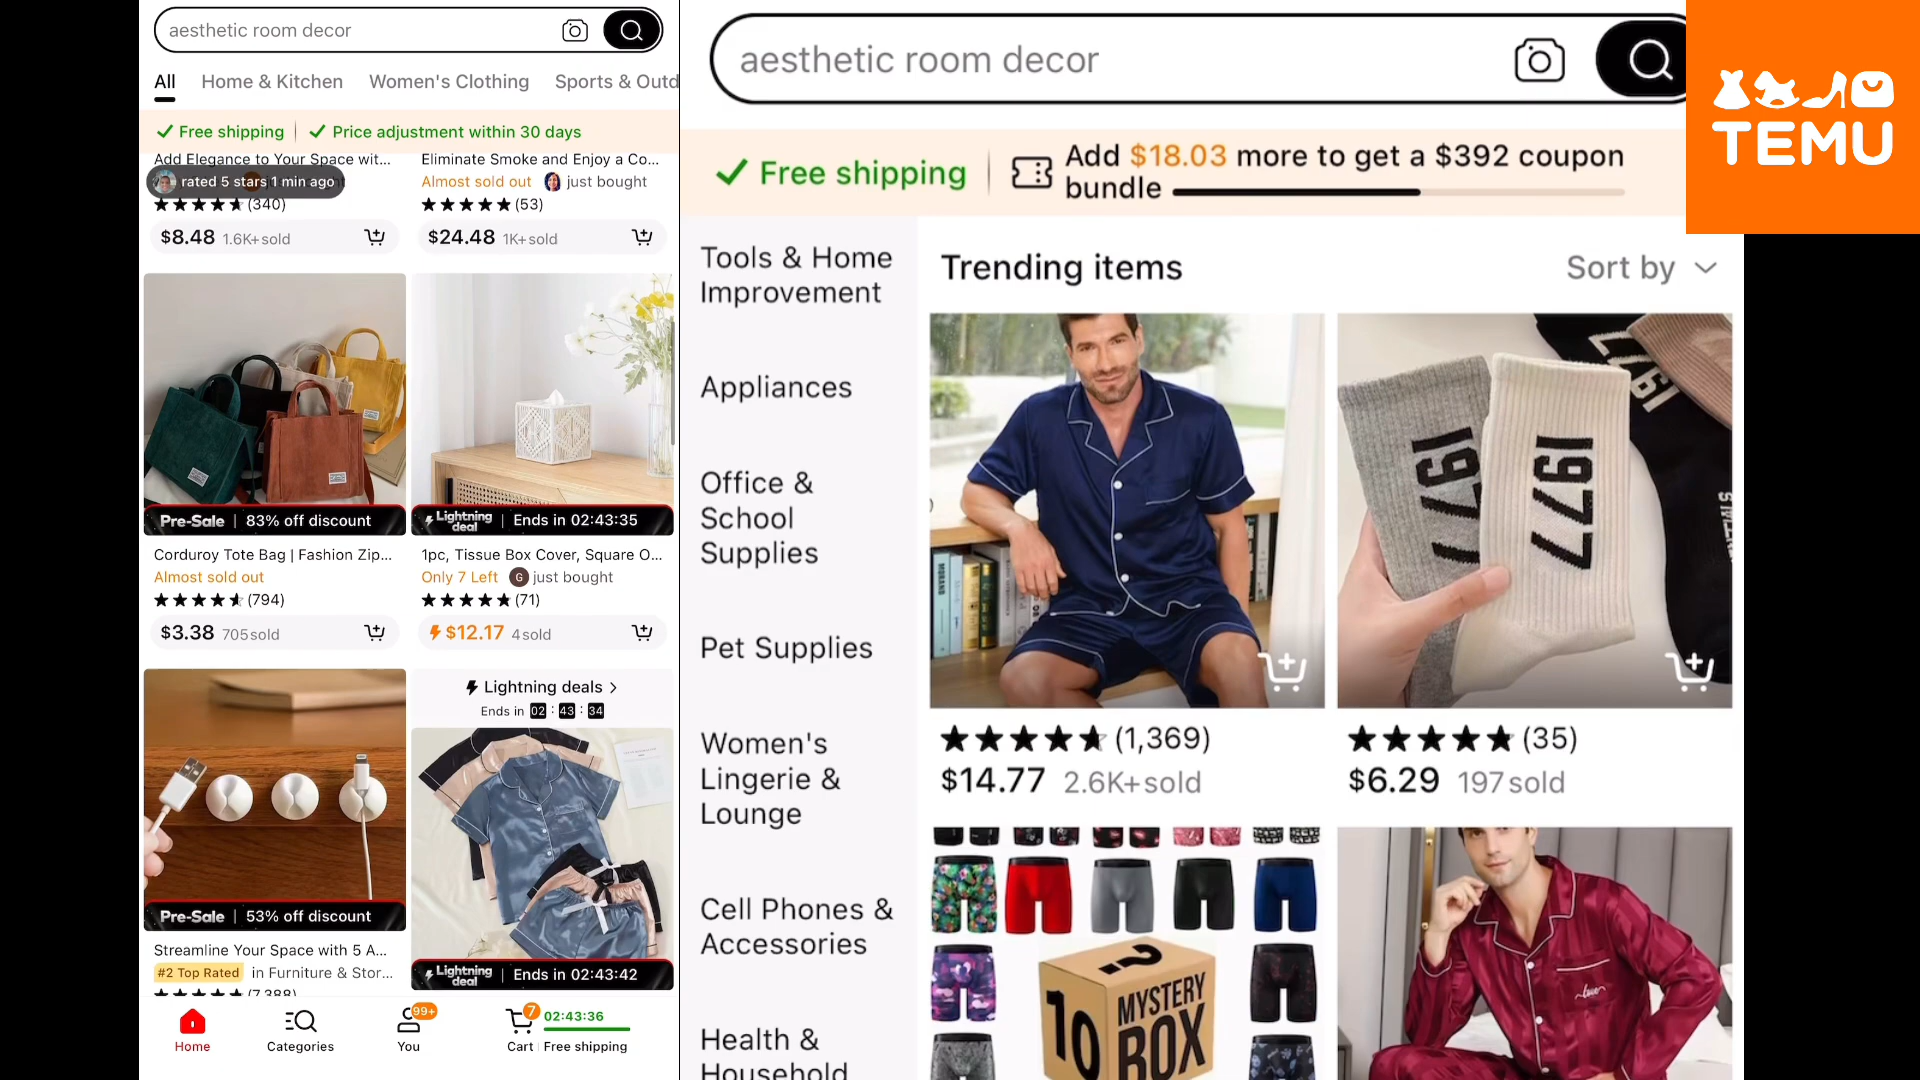 aesthetic room decor
All Home & Kitchen Women's Clothing Sports & Outd
Free shipping | Price adjustment within 30 days
Add Elegance to Your Space wit...
rated 5 stars 1 min ago
(340)
$8.48 1.6K+sold
Eliminate Smoke and Enjoy a Co...
Almost sold out just bought
(53)
$24.48 1K+sold
Pre-Sale | 83% off discount
Corduroy Tote Bag | Fashion Zip...
Almost sold out
(794)
$3.38 705sold
Lightning
deal | Ends in 02:43:35
1pc, Tissue Box Cover, Square O...
Only 7 Left G just bought
(71)
$12.17 4sold
Pre-Sale | 53% off discount
Streamline Your Space with 5 A...
#2 Top Rated in Furniture & Stor...
(7,388)
Lightning deals
Ends in 02 : 43 : 34
Lightning
deal | Ends in 02:43:42
Home
Categories
99+
You
7
Cart
02:43:36
Free shipping
aesthetic room decor
Free shipping
Add $18.03 more to get a $392 coupon
bundle
Tools & Home
Improvement
Appliances
Office &
School
Supplies
Pet Supplies
Women's
Lingerie &
Lounge
Cell Phones &
Accessories
Health &
Household
Trending items
Sort by
(1,369)
$14.77 2.6K+sold
1977
1977
1977
(35)
$6.29 197sold
?
10
MYSTERY
BOX
TEMU